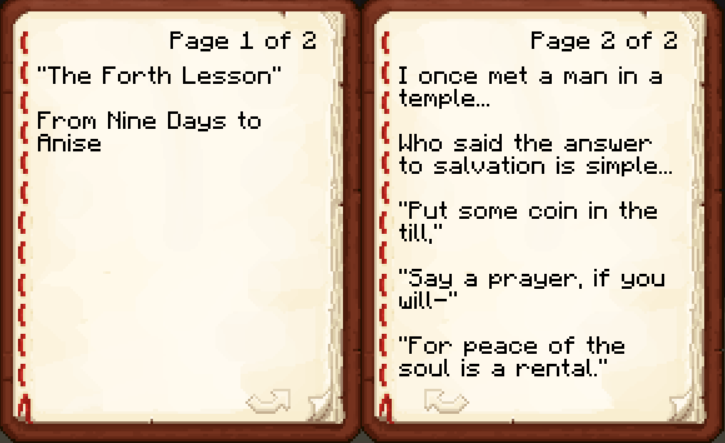 Page 1 of 2
"The Forth Lesson"
From Nine Days to
Anise
Page 2 of 2
I once met a man in a
temple...
Who said the answer
to salvation is simple...
"Put some coin in the
till,"
"Say a prayer, if you
will-"
"For peace of the
soul is a rental."